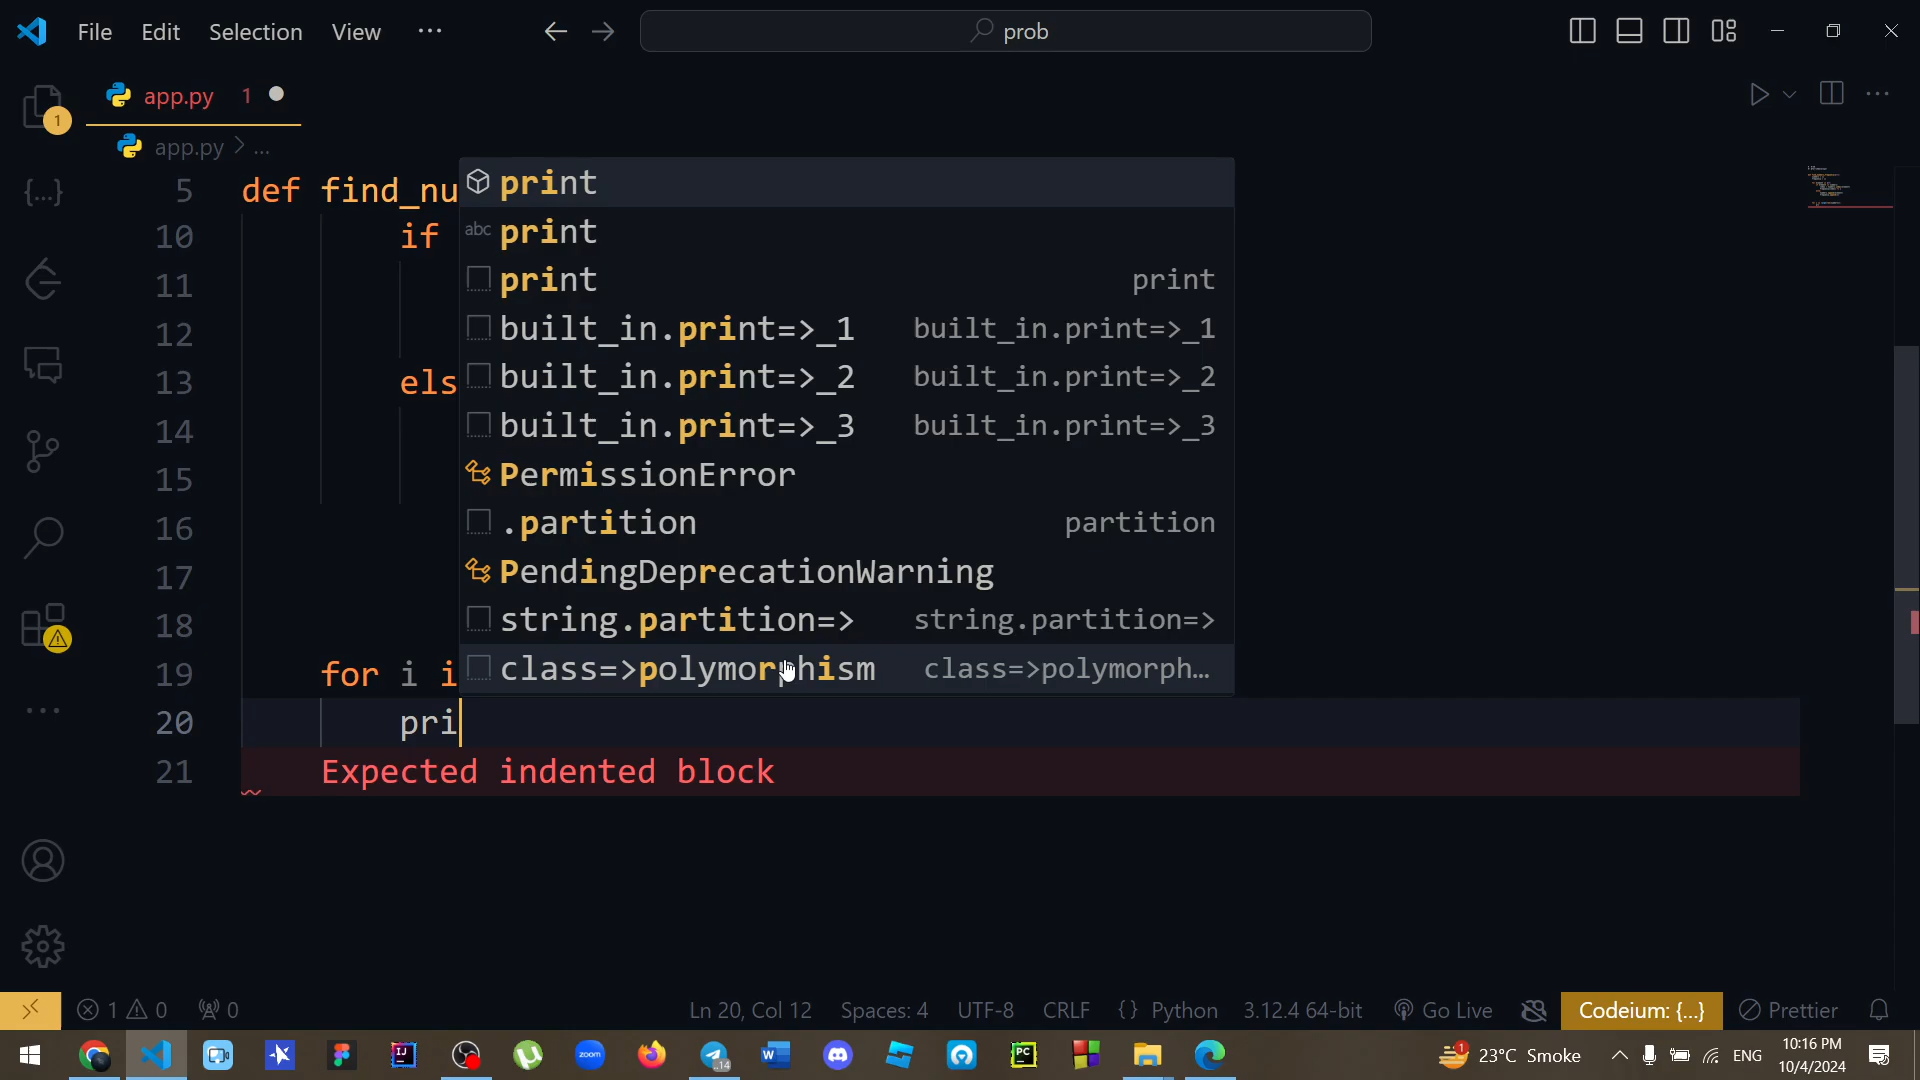 File Edit Selection View ··· prob
app.py 1
1
app.py > ...
5 def find_nu
10 if
11
12
13 els
14
15
16
17
18
19 for i i
20 pri
21 Expected indented block
print
print
print print
built_in.print=>_1 built_in.print=>_1
built_in.print=>_2 built_in.print=>_2
built_in.print=>_3 built_in.print=>_3
PermissionError
.partition partition
PendingDeprecationWarning
string.partition=> string.partition=>
class=>polymorphism class=>polymorph...
1 0 0 Ln 20, Col 12 Spaces: 4 UTF-8 CRLF {} Python 3.12.4 64-bit Go Live Codeium: {...} Prettier
zoom 14 1 23°C Smoke ENG 10:16 PM
10/4/2024